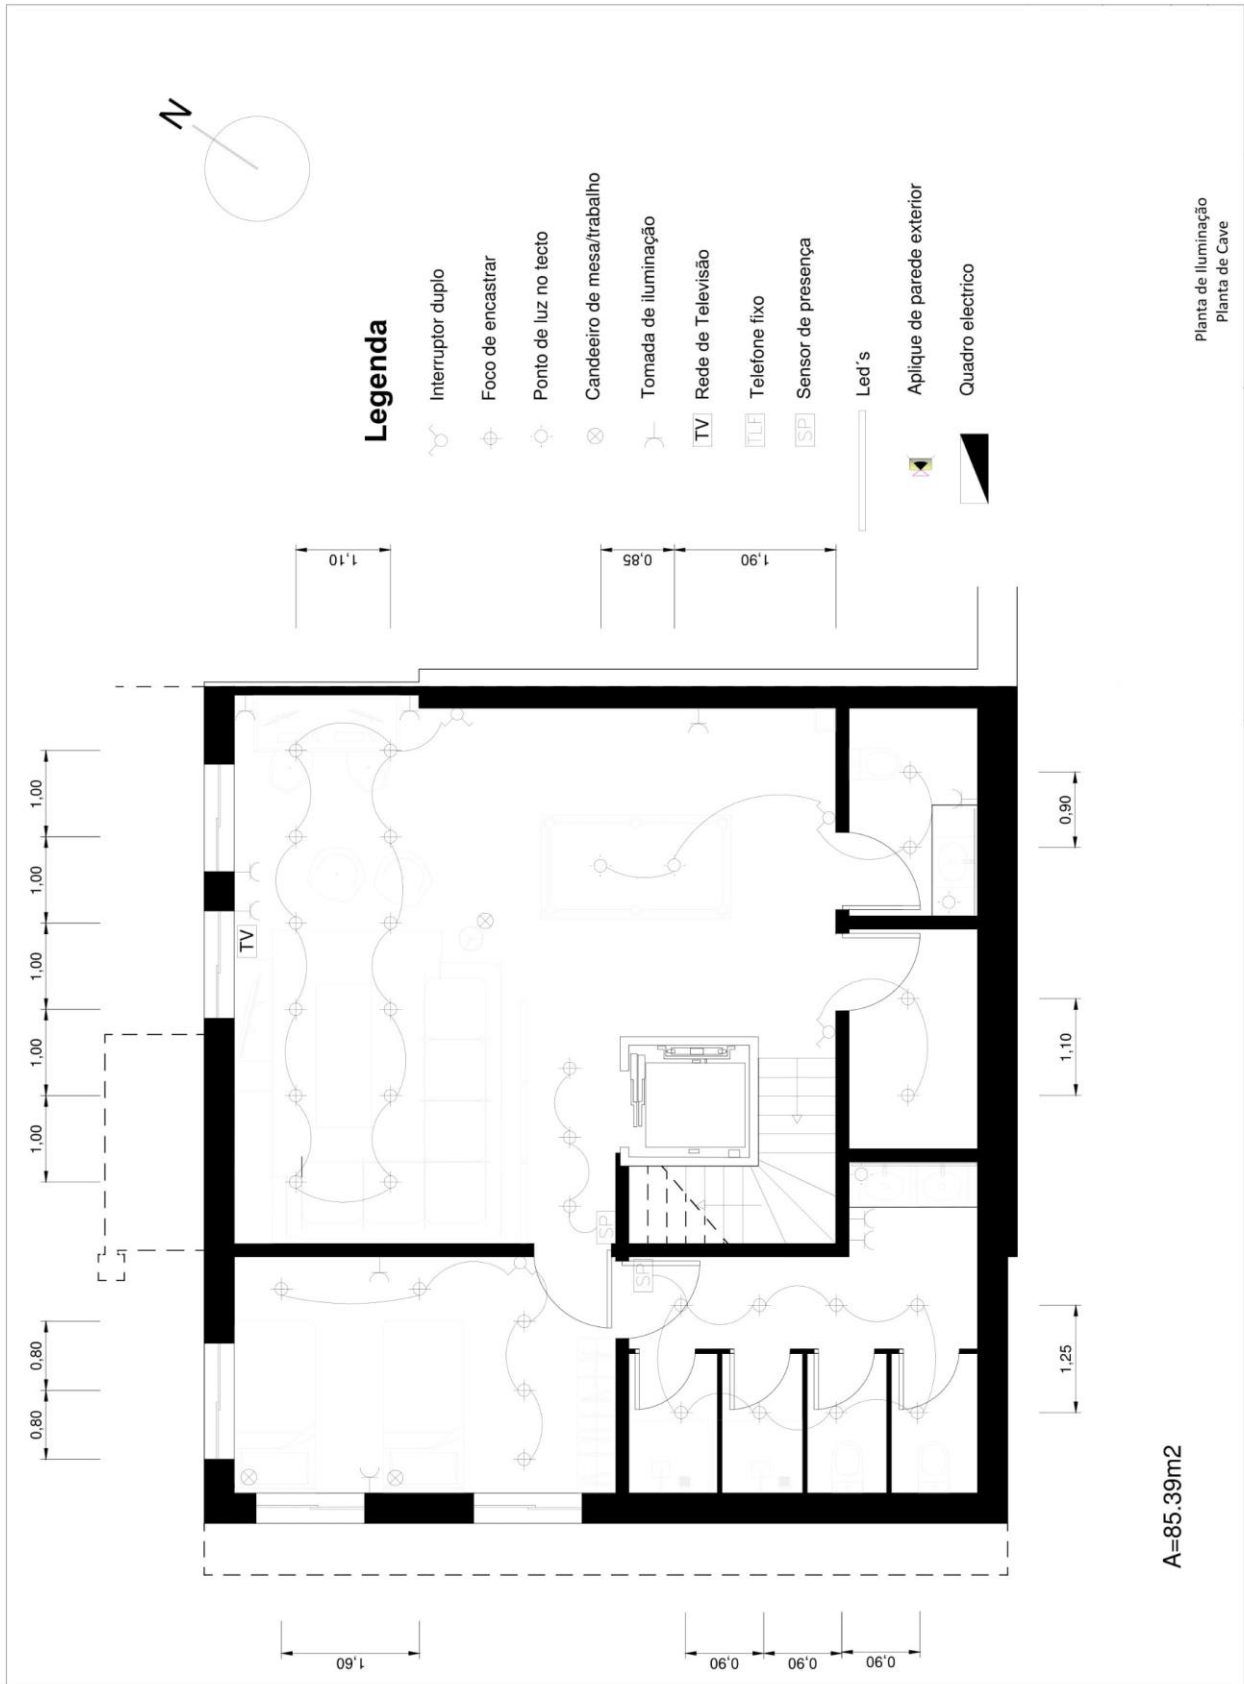 N
Legenda
Interruptor duplo
Foco de encastrar
Ponto de luz no tecto
Candeeiro de mesa/trabalho
Tomada de iluminação
TV Rede de Televisão
TLF Telefone fixo
SP Sensor de presença
Led´s
Aplique de parede exterior
Quadro electrico
1,10
0,85
1,90
1,00
1,00
1,00
1,00
1,00
0,80
0,80
TV
SP
SP
0,90
1,10
1,25
1,60
0,90
0,90
0,90
A=85.39m2
Planta de Iluminação
Planta de Cave